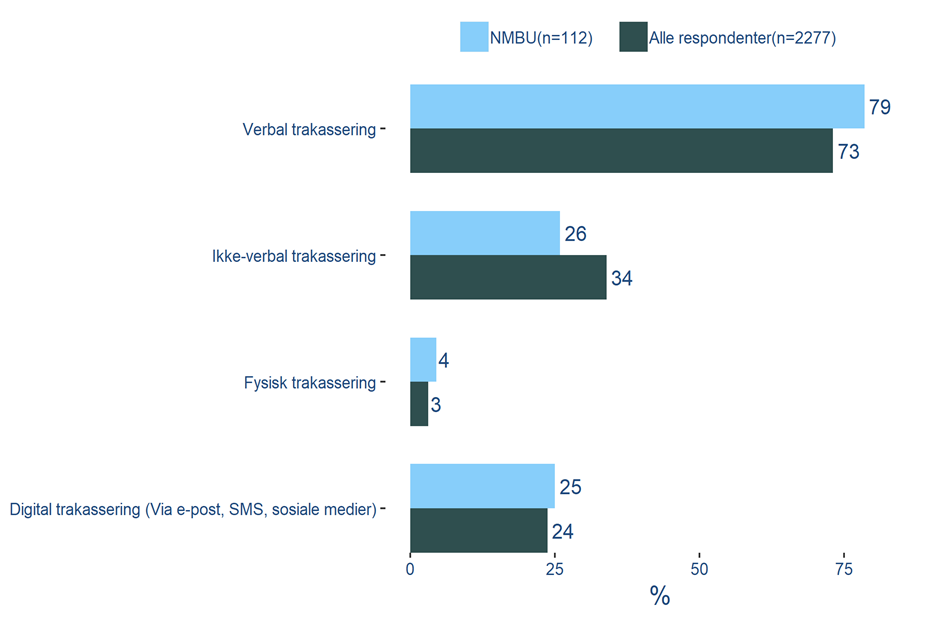 NMBU(n=112) Alle respondenter(n=2277)
Verbal trakassering
79
73
Ikke-verbal trakassering
26
34
Fysisk trakassering
4
3
Digital trakassering (Via e-post, SMS, sosiale medier)
25
24
0 25 50 75
%